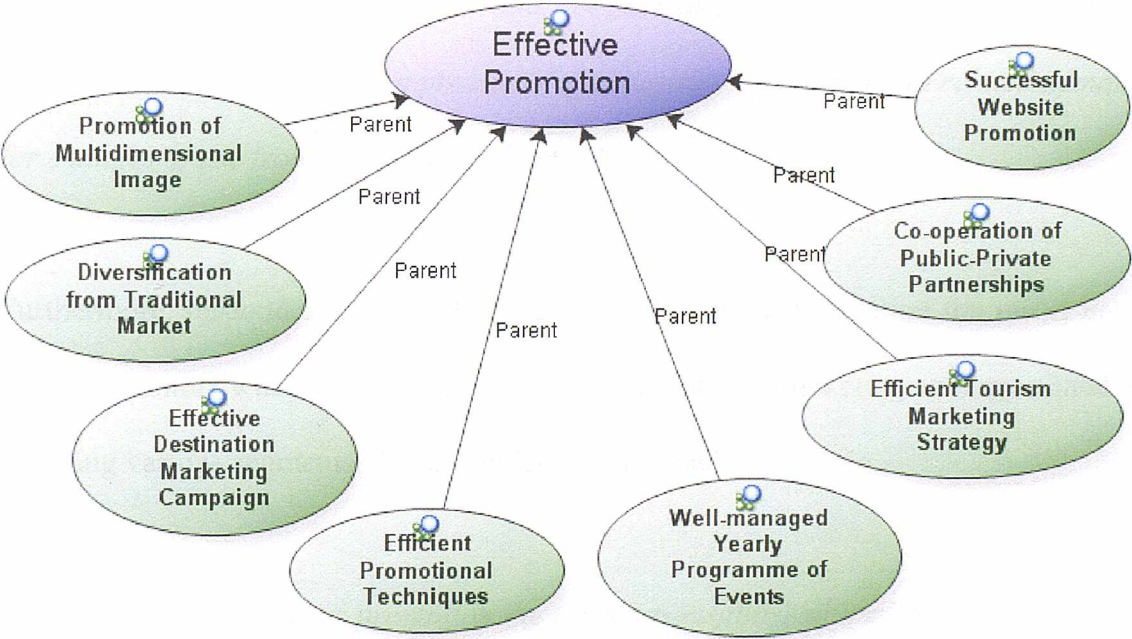 Effective
Promotion
Successful
Website
Promotion
Parent
Promotion of
Multidimensional
Image
Parent
Parent
Co-operation of
Public-Private
Partnerships
Parent
Diversification
from Traditional
Market
Parent
Parent
Efficient Tourism
Marketing
Strategy
Parent
Parent
Effective
Destination
Marketing
Campaign
Efficient
Promotional
Techniques
Well-managed
Yearly
Programme of
Events